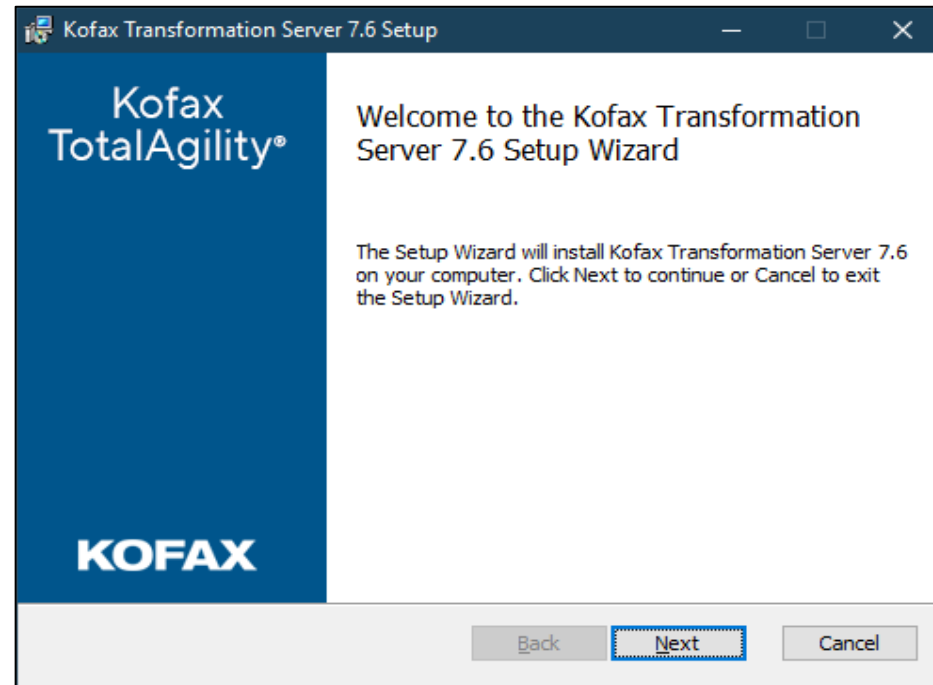 Kofax Transformation Server 7.6 Setup
Kofax
TotalAgility®
Welcome to the Kofax Transformation
Server 7.6 Setup Wizard
The Setup Wizard will install Kofax Transformation Server 7.6
on your computer. Click Next to continue or Cancel to exit
the Setup Wizard.
KOFAX
Back
Next
Cancel